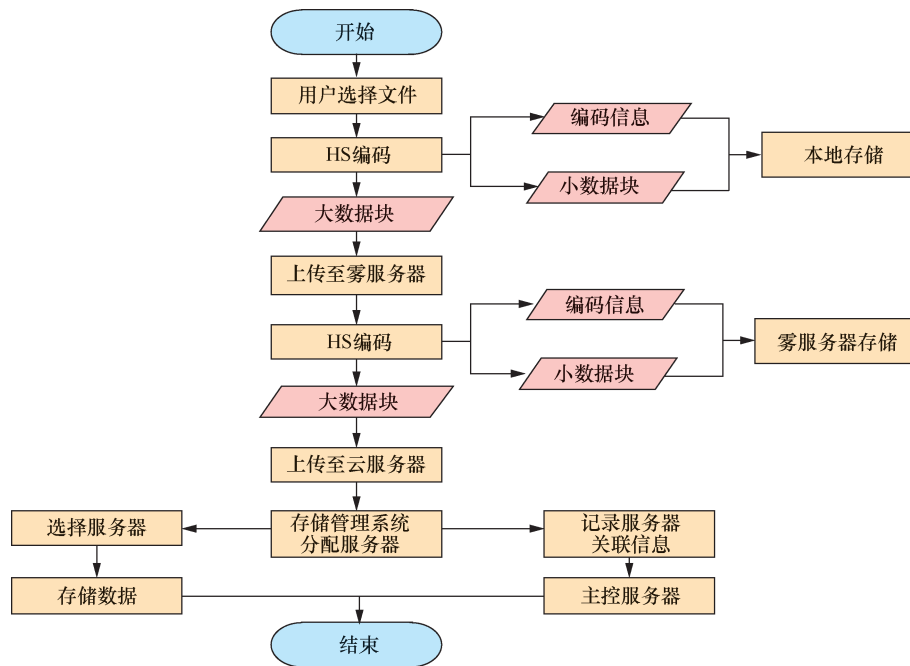 开始
用户选择文件
编码信息
HS编码
本地存储
小数据块
大数据块
上传至雾服务器
编码信息
HS编码
雾服务器存储
小数据块
大数据块
上传至云服务器
选择服务器
存储管理系统
分配服务器
记录服务器
关联信息
存储数据
主控服务器
结束